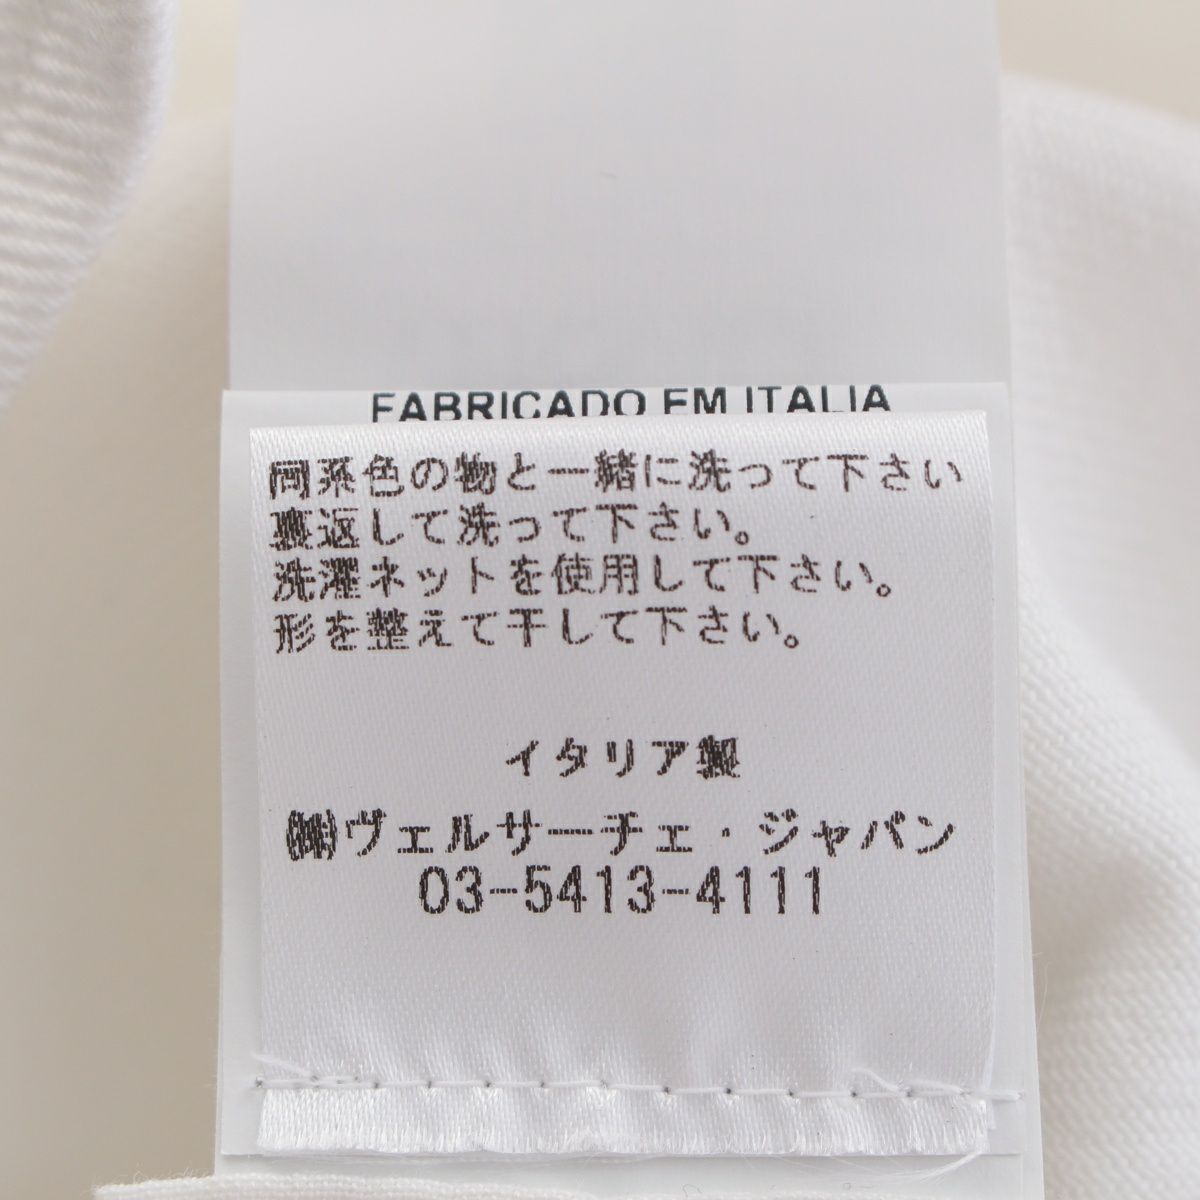 FABRICADO EM ITALIA
同系色の物と一緒に洗って下さい
裏返して洗って下さい。
洗濯ネットを使用して下さい。
形を整えて干して下さい。
イタリア製
㈱ヴェルサーチェ・ジャパン
03-5413-4111